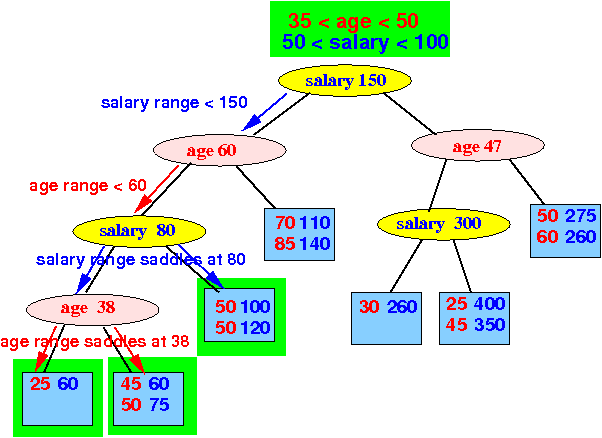 35 < age < 50
50 < salary < 100
salary 150
salary range < 150
age 60
age 47
age range < 60
salary 80
70 110
85 140
salary 300
50 275
60 260
salary range saddles at 80
age 38
50 100
50 120
30 260
25 400
45 350
age range saddles at 38
25 60
45 60
50 75